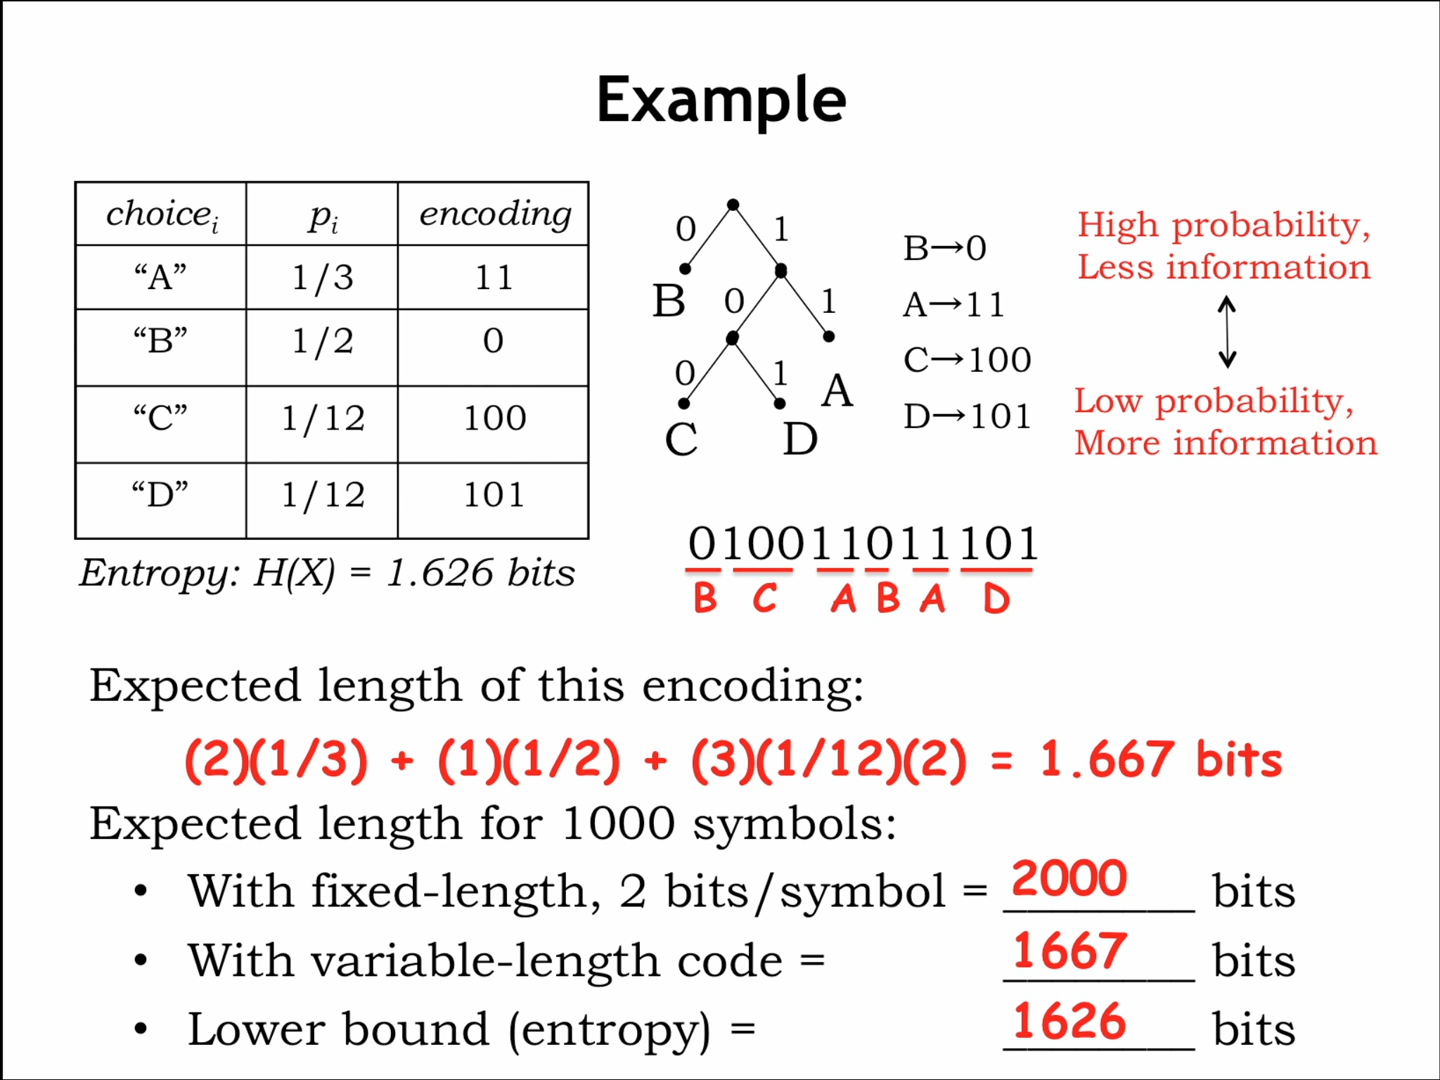 Example
choiceᵢ pᵢ encoding
“A” 1/3 11
“B” 1/2 0
“C” 1/12 100
“D” 1/12 101
Entropy: H(X) = 1.626 bits
0 1
B 0 1
0 1 A
C D
B→0
A→11
C→100
D→101
High probability,
Less information
Low probability,
More information
01001101 1101
B C A B A D
Expected length of this encoding:
(2)(1/3) + (1)(1/2) + (3)(1/12)(2) = 1.667 bits
Expected length for 1000 symbols:
• With fixed-length, 2 bits/symbol = 2000 bits
• With variable-length code = 1667 bits
• Lower bound (entropy) = 1626 bits